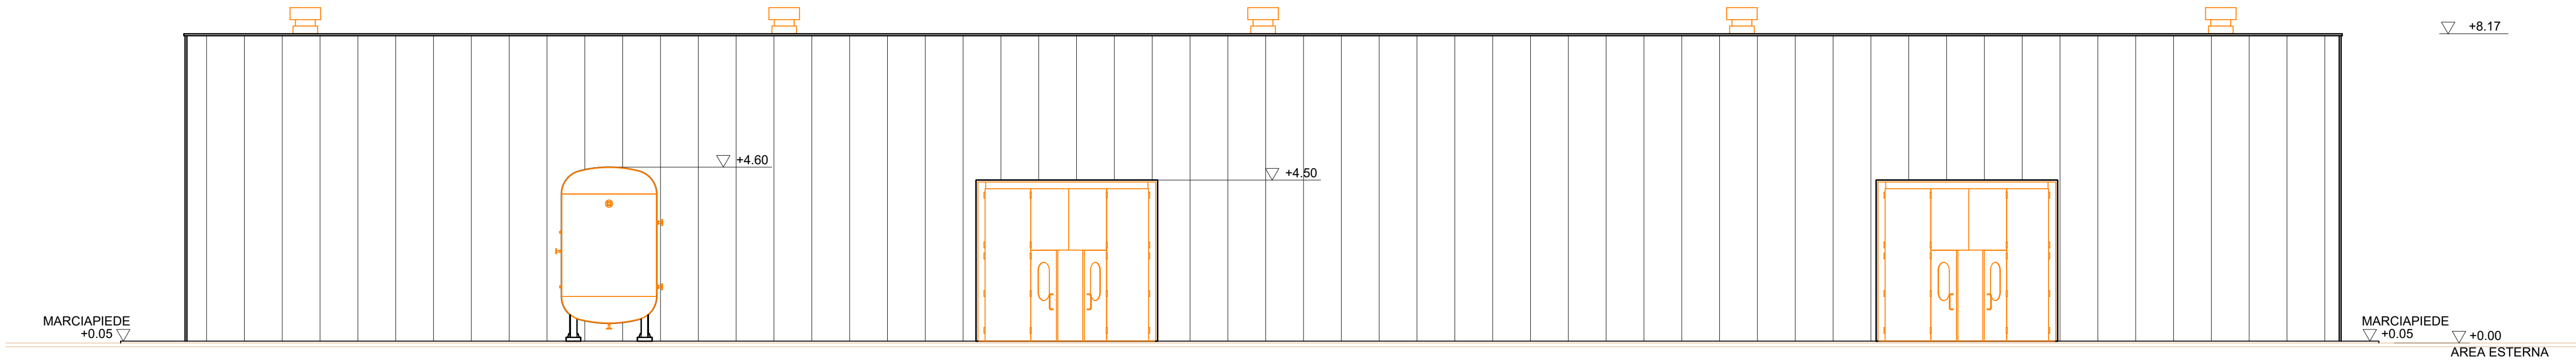 +8.17
+4.60
+4.50
MARCIAPIEDE
+0.05
MARCIAPIEDE
+0.05
+0.00
AREA ESTERNA